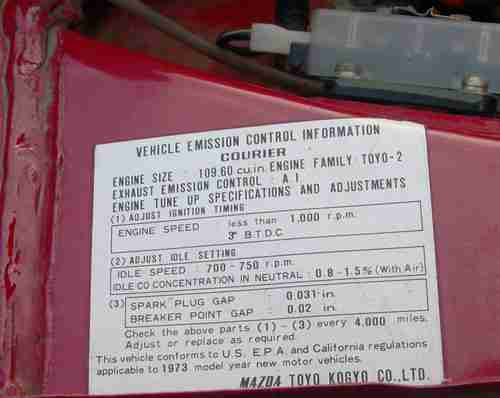 VEHICLE EMISSION CONTROL INFORMATION
COURIER
ENGINE SIZE : 109.60 cu.in. ENGINE FAMILY : TOYO-2
EXHAUST EMISSION CONTROL : A I.
ENGINE TUNE UP SPECIFICATIONS AND ADJUSTMENTS
(1) ADJUST IGNITION TIMING
ENGINE SPEED : less than 1,000 r.p.m.
3° B.T.D.C
(2) ADJUST IDLE SETTING
IDLE SPEED : 700 - 750 r.p.m.
IDLE CO CONCENTRATION IN NEUTRAL : 0.8 - 1.5% (With Air)
(3) SPARK PLUG GAP : 0.031 in.
BREAKER POINT GAP : 0.02 in.
Check the above parts (1) - (3) every 4,000 miles.
Adjust or replace as required.
This vehicle conforms to U.S. E.P.A. and California regulations
applicable to 1973 model year new motor vehicles.
MAZDA TOYO KOGYO CO., LTD.